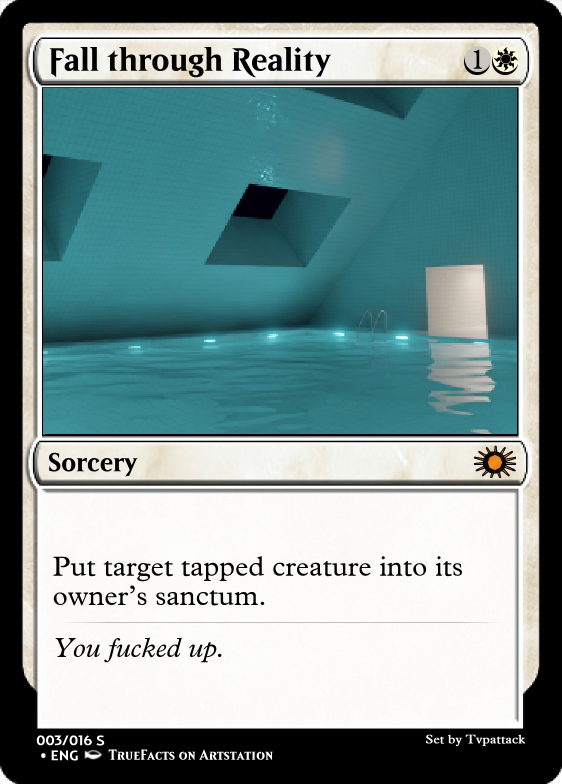 Fall through Reality 1
Sorcery
Put target tapped creature into its
owner's sanctum.
You fucked up.
003/016 S
Set by Tvpattack
• ENG TrueFacts on Artstation